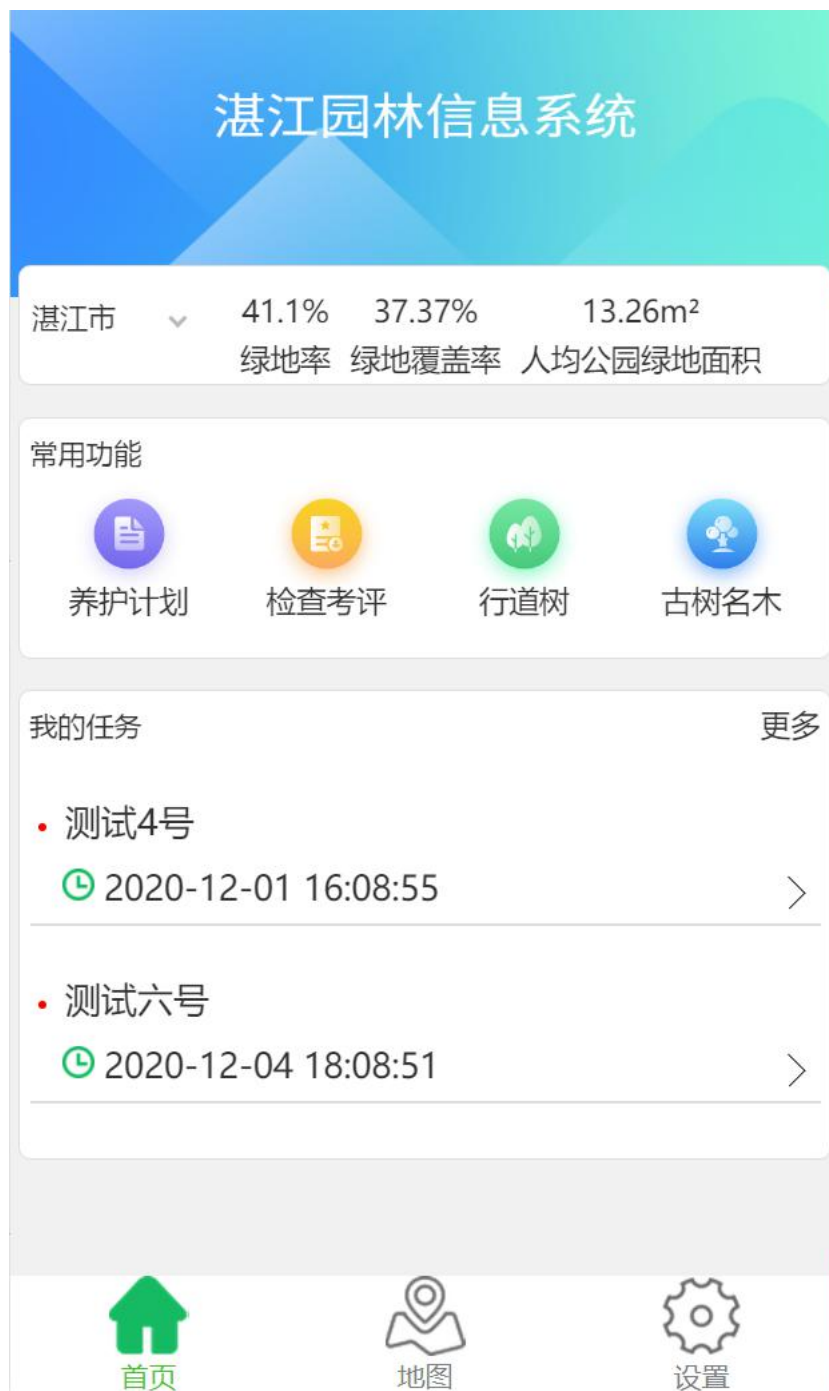 湛江园林信息系统
湛江市 41.1% 37.37% 13.26m²
绿地率 绿地覆盖率 人均公园绿地面积
常用功能
养护计划 检查考评 行道树 古树名木
我的任务 更多
测试4号
2020-12-01 16:08:55
测试六号
2020-12-04 18:08:51
首页 地图 设置